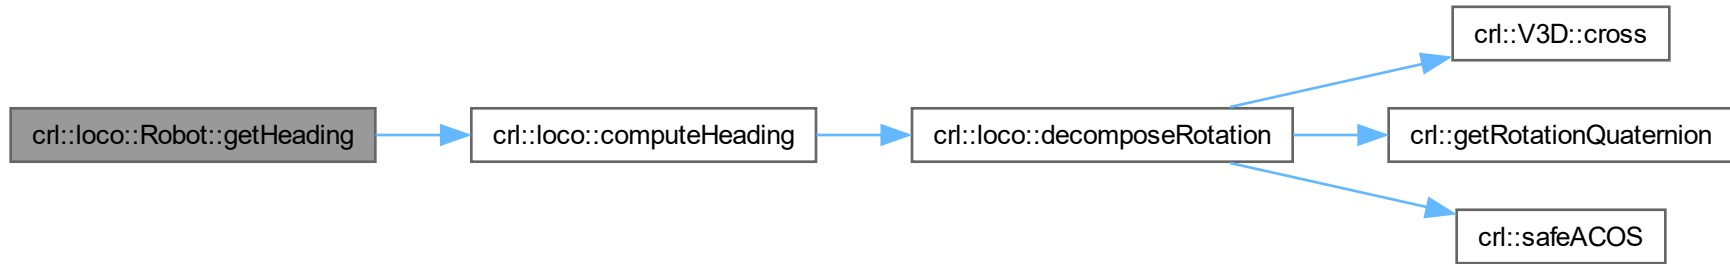 crl::V3D::cross
crl::loco::Robot::getHeading
crl::loco::computeHeading
crl::loco::decomposeRotation
crl::getRotationQuaternion
crl::safeACOS